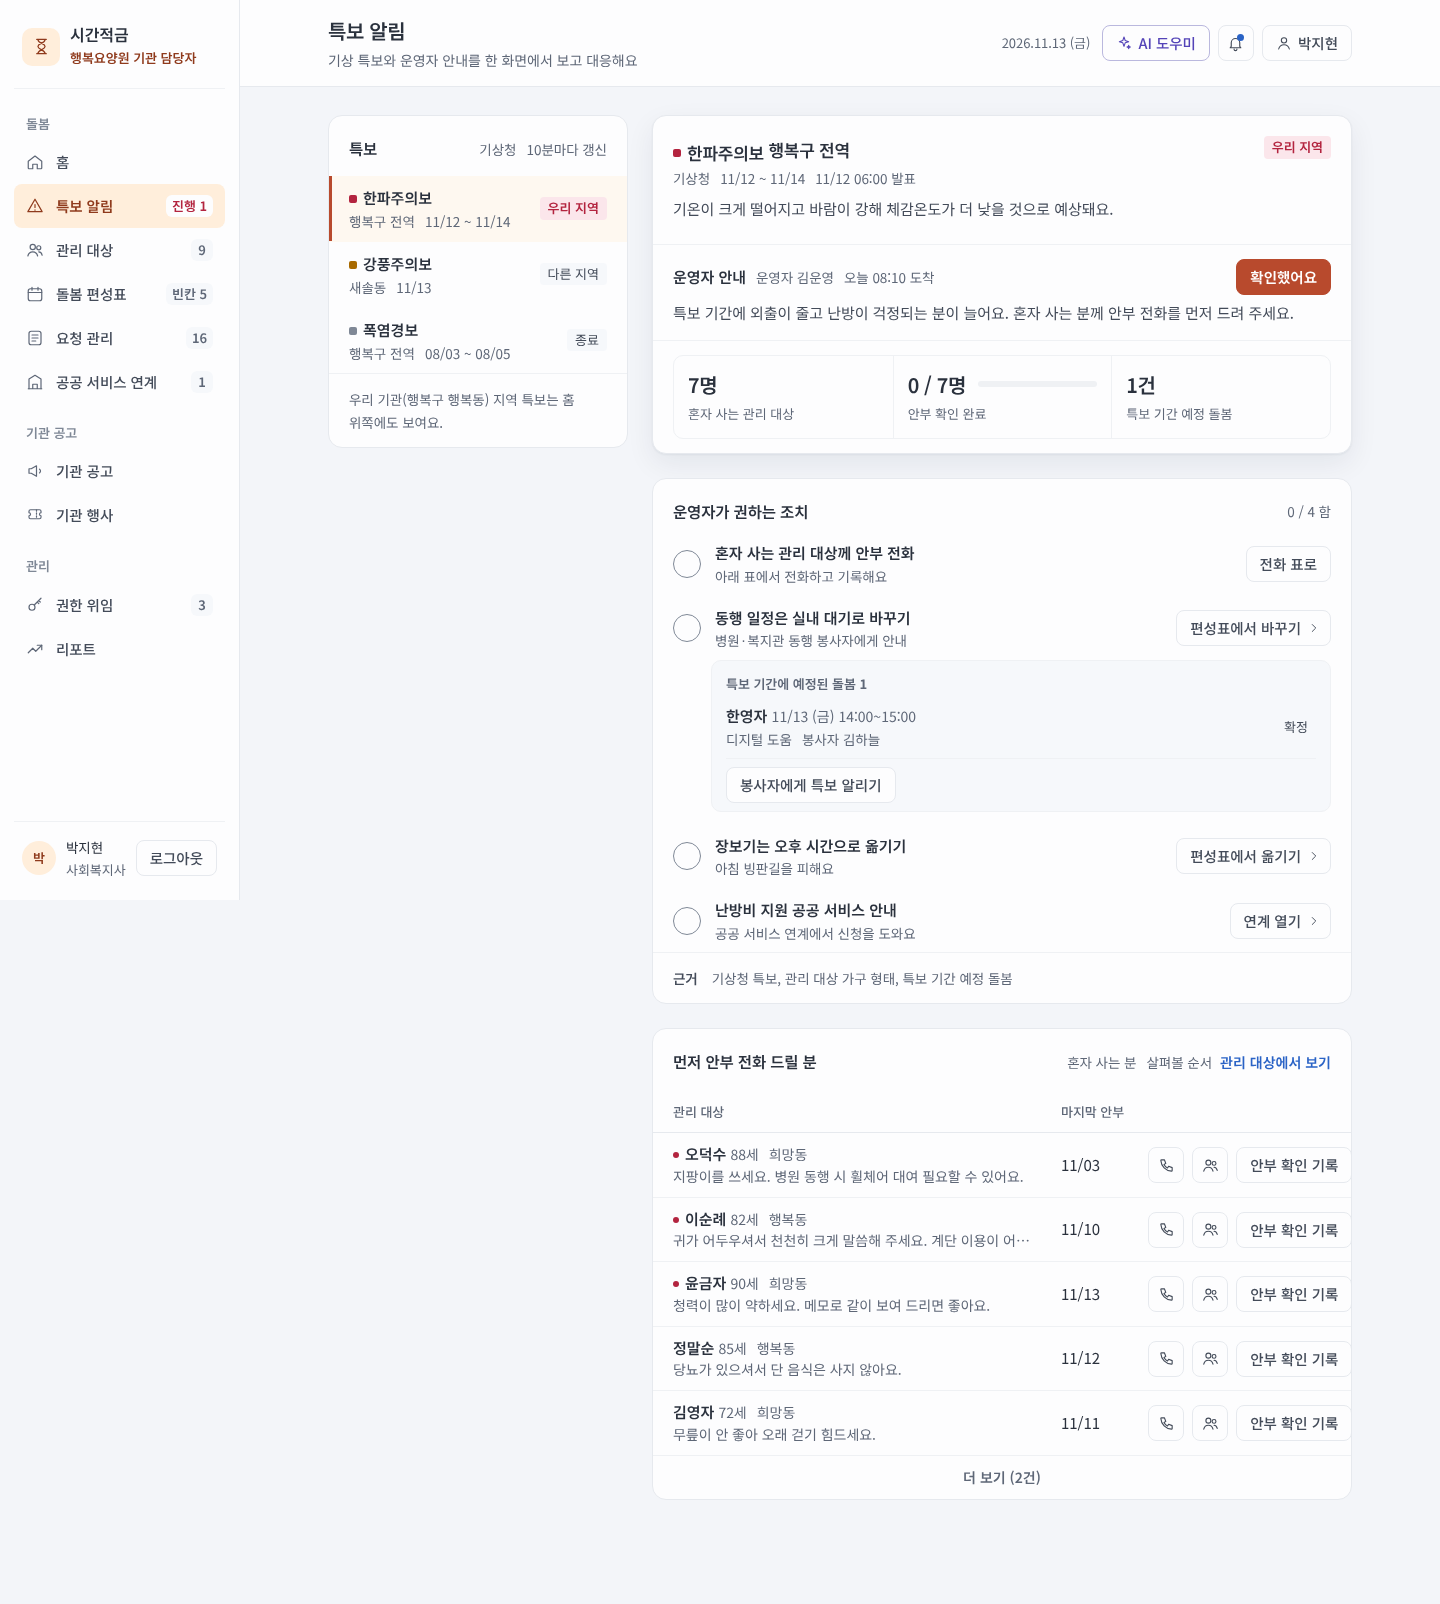 시간적금
행복요양원 기관 담당자
돌봄
홈
특보 알림 진행 1
관리 대상 9
돌봄 편성표 빈칸 5
요청 관리 16
공공 서비스 연계 1
기관 공고
기관 공고
기관 행사
관리
권한 위임 3
리포트
박 박지현
사회복지사
로그아웃
특보 알림
기상 특보와 운영자 안내를 한 화면에서 보고 대응해요
2026.11.13 (금) AI 도우미 박지현
특보 기상청 10분마다 갱신
한파주의보
행복구 전역 11/12 ~ 11/14
우리 지역
강풍주의보
새솔동 11/13
다른 지역
폭염경보
행복구 전역 08/03 ~ 08/05
종료
우리 기관(행복구 행복동) 지역 특보는 홈
위쪽에도 보여요.
한파주의보 행복구 전역 우리 지역
기상청 11/12 ~ 11/14 11/12 06:00 발표
기온이 크게 떨어지고 바람이 강해 체감온도가 더 낮을 것으로 예상돼요.
운영자 안내 운영자 김운영 오늘 08:10 도착 확인했어요
특보 기간에 외출이 줄고 난방이 걱정되는 분이 늘어요. 혼자 사는 분께 안부 전화를 먼저 드려 주세요.
7명
혼자 사는 관리 대상
0 / 7명
안부 확인 완료
1건
특보 기간 예정 돌봄
운영자가 권하는 조치 0 / 4 함
혼자 사는 관리 대상께 안부 전화
아래 표에서 전화하고 기록해요
전화 표로
동행 일정은 실내 대기로 바꾸기
병원·복지관 동행 봉사자에게 안내
편성표에서 바꾸기
특보 기간에 예정된 돌봄 1
한영자 11/13 (금) 14:00~15:00
디지털 도움 봉사자 김하늘
확정
봉사자에게 특보 알리기
장보기는 오후 시간으로 옮기기
아침 빙판길을 피해요
편성표에서 옮기기
난방비 지원 공공 서비스 안내
공공 서비스 연계에서 신청을 도와요
연계 열기
근거 기상청 특보, 관리 대상 가구 형태, 특보 기간 예정 돌봄
먼저 안부 전화 드릴 분 혼자 사는 분 살펴볼 순서 관리 대상에서 보기
관리 대상 마지막 안부
오덕수 88세 희망동
지팡이를 쓰세요. 병원 동행 시 휠체어 대여 필요할 수 있어요.
11/03 안부 확인 기록
이순례 82세 행복동
귀가 어두우셔서 천천히 크게 말씀해 주세요. 계단 이용이 어…
11/10 안부 확인 기록
윤금자 90세 희망동
청력이 많이 약하세요. 메모로 같이 보여 드리면 좋아요.
11/13 안부 확인 기록
정말순 85세 행복동
당뇨가 있으셔서 단 음식은 사지 않아요.
11/12 안부 확인 기록
김영자 72세 희망동
무릎이 안 좋아 오래 걷기 힘드세요.
11/11 안부 확인 기록
더 보기 (2건)